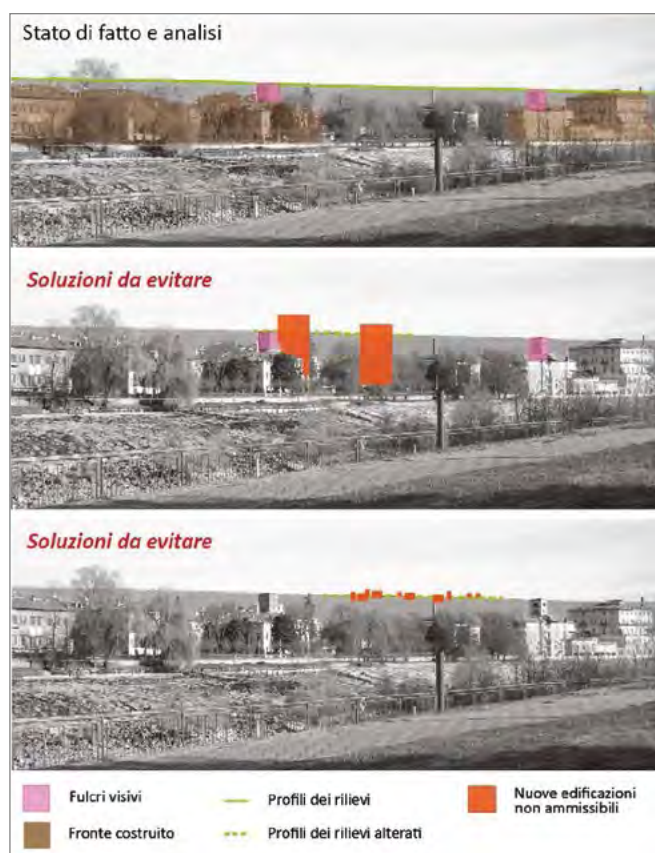 Stato di fatto e analisi
Soluzioni da evitare
Soluzioni da evitare
Fulcri visivi
Profili dei rilievi
Nuove edificazioni
non ammissibili
Fronte costruito
Profili dei rilievi alterati